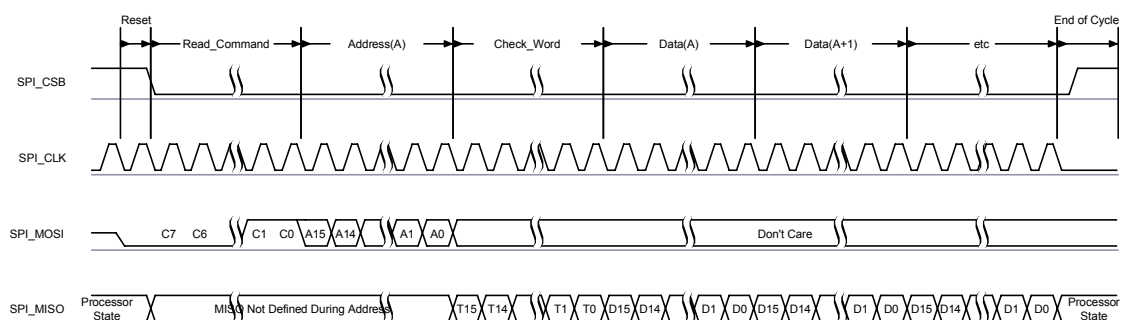 Reset
End of Cycle
Read_Command Address(A) Check_Word Data(A) Data(A+1) etc
SPI_CSB
SPI_CLK
SPI_MOSI C7 C6 C1 C0 A15 A14 A1 A0 Don't Care
SPI_MISO Processor State MISO Not Defined During Address T15 T14 T1 T0 D15 D14 D1 D0 D15 D14 D1 D0 D15 D14 D1 D0 Processor State